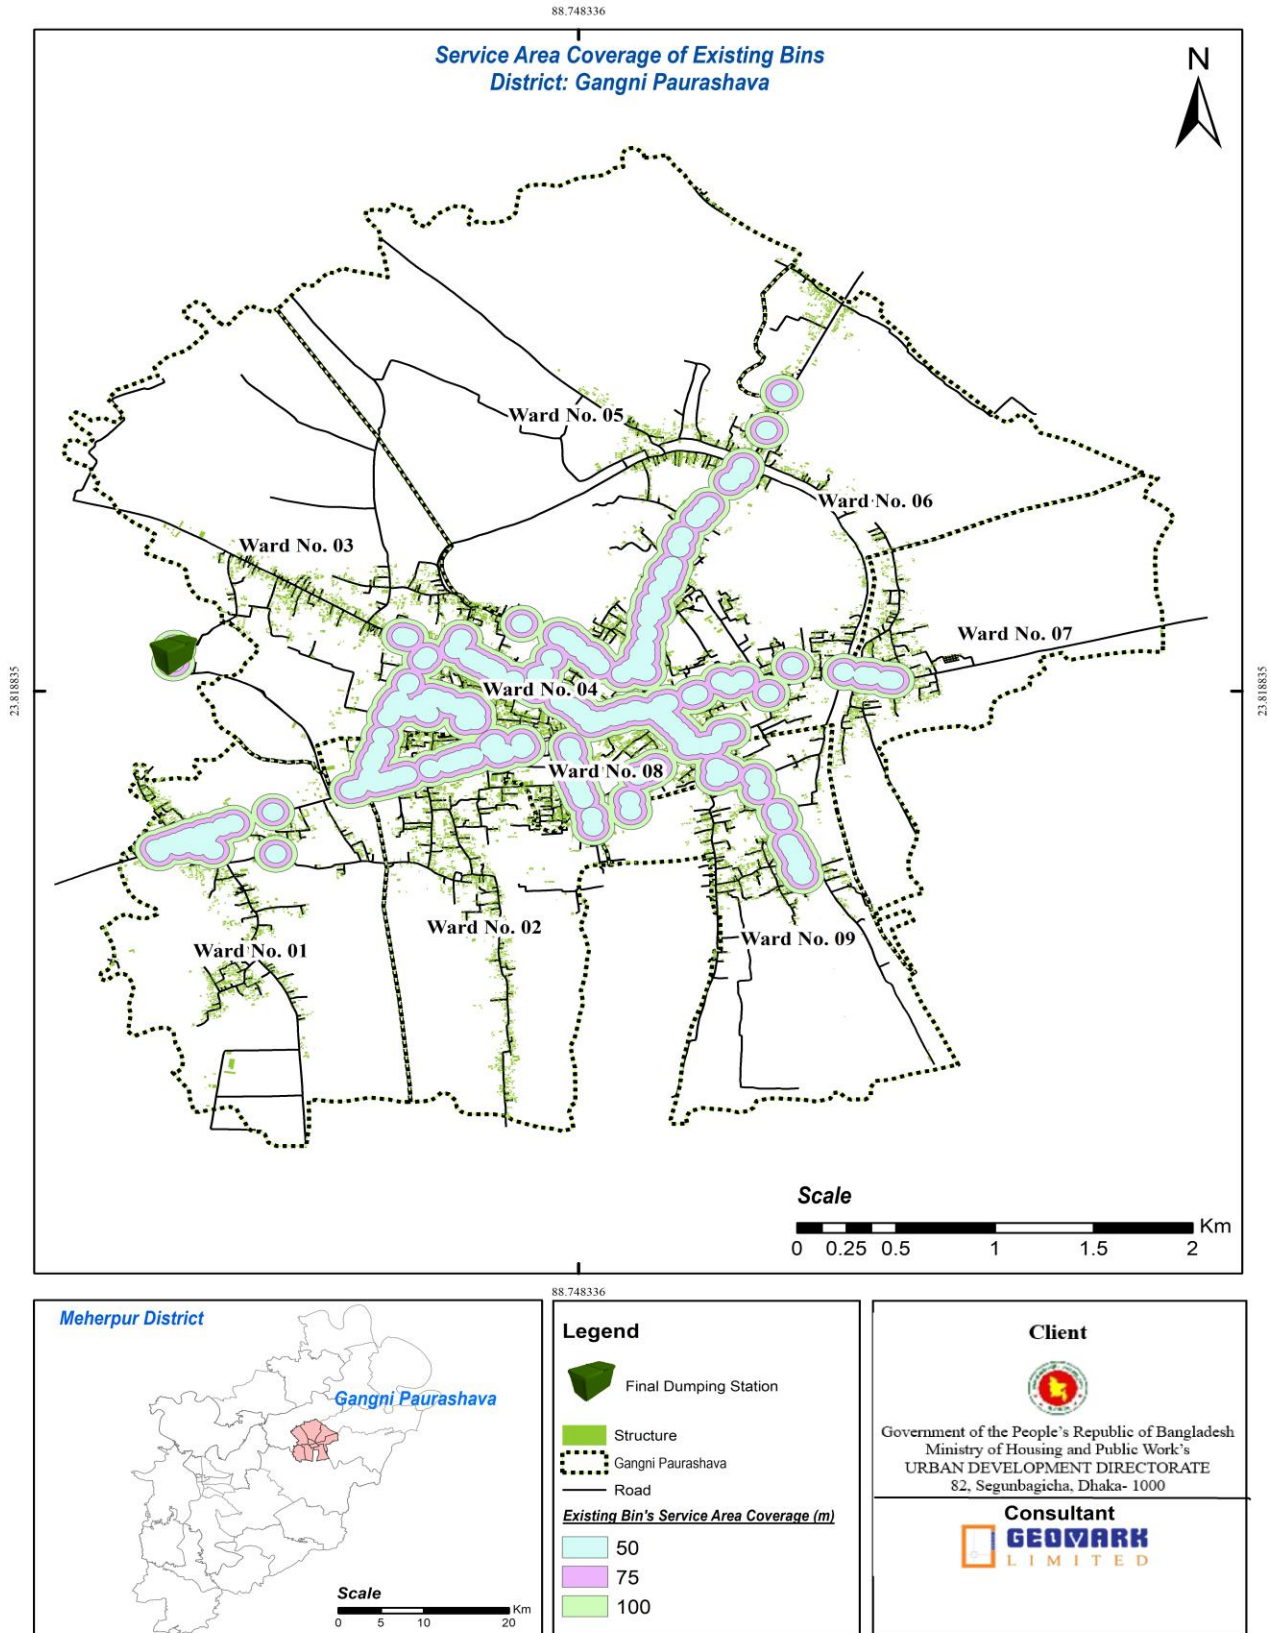 88.748336
Service Area Coverage of Existing Bins
District: Gangni Paurashava
N
Ward No. 05
Ward No. 06
Ward No. 03
Ward No. 07
23.818835
23.818835
Ward No. 04
Ward No. 08
Ward No. 02
Ward No. 09
Ward No. 01
Scale
Km
0 0.25 0.5 1 1.5 2
88.748336
Meherpur District
Gangni Paurashava
Scale
Km
0 5 10 20
Legend
Final Dumping Station
Structure
Gangni Paurashava
Road
Existing Bin's Service Area Coverage (m)
50
75
100
Client
Government of the People's Republic of Bangladesh
Ministry of Housing and Public Work's
URBAN DEVELOPMENT DIRECTORATE
82, Segunbagicha, Dhaka- 1000
Consultant
GEOMARK
LIMITED